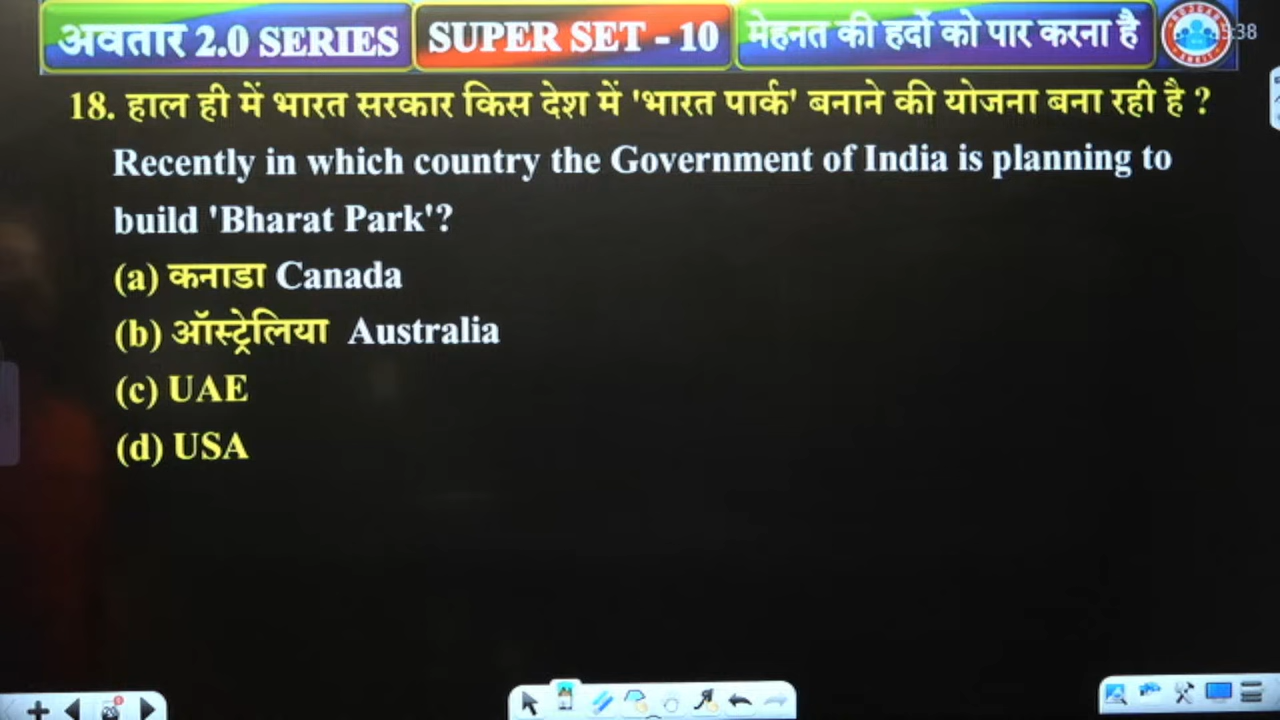 अवतार 2.0 SERIES SUPER SET - 10 मेहनत की हदों को पार करना है
18. हाल ही में भारत सरकार किस देश में 'भारत पार्क' बनाने की योजना बना रही है ?
Recently in which country the Government of India is planning to
build 'Bharat Park'?
(a) कनाडा Canada
(b) ऑस्ट्रेलिया Australia
(c) UAE
(d) USA